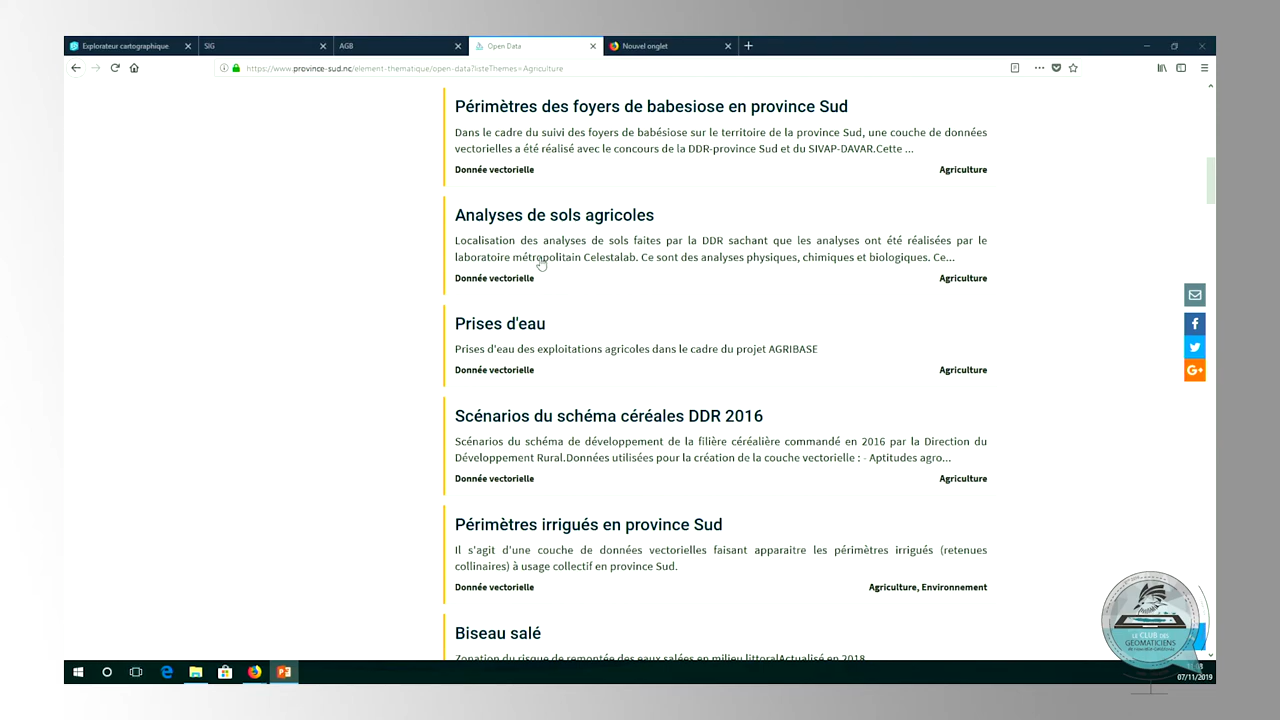 Explorateur cartographique
SIG
AGB
Open Data
Nouvel onglet
https://www.province-sud.nc/element-thematique/open-data?listeThemes=Agriculture
Périmètres des foyers de babesiose en province Sud
Dans le cadre du suivi des foyers de babésiose sur le territoire de la province Sud, une couche de données
vectorielles a été réalisé avec le concours de la DDR-province Sud et du SIVAP-DAVAR.Cette ...
Donnée vectorielle
Agriculture
Analyses de sols agricoles
Localisation des analyses de sols faites par la DDR sachant que les analyses ont été réalisées par le
laboratoire métropolitain Celestalab. Ce sont des analyses physiques, chimiques et biologiques. Ce...
Donnée vectorielle
Agriculture
Prises d'eau
Prises d'eau des exploitations agricoles dans le cadre du projet AGRIBASE
Donnée vectorielle
Agriculture
Scénarios du schéma céréales DDR 2016
Scénarios du schéma de développement de la filière céréalière commandé en 2016 par la Direction du
Développement Rural.Données utilisées pour la création de la couche vectorielle : - Aptitudes agro...
Donnée vectorielle
Agriculture
Périmètres irrigués en province Sud
Il s'agit d'une couche de données vectorielles faisant apparaitre les périmètres irrigués (retenues
collinaires) à usage collectif en province Sud.
Donnée vectorielle
Agriculture, Environnement
Biseau salé
Zonation du risque de remontée des eaux salées en milieu littoralActualisé en 2018
LE CLUB DES
GÉOMATICIENS
07/11/2019